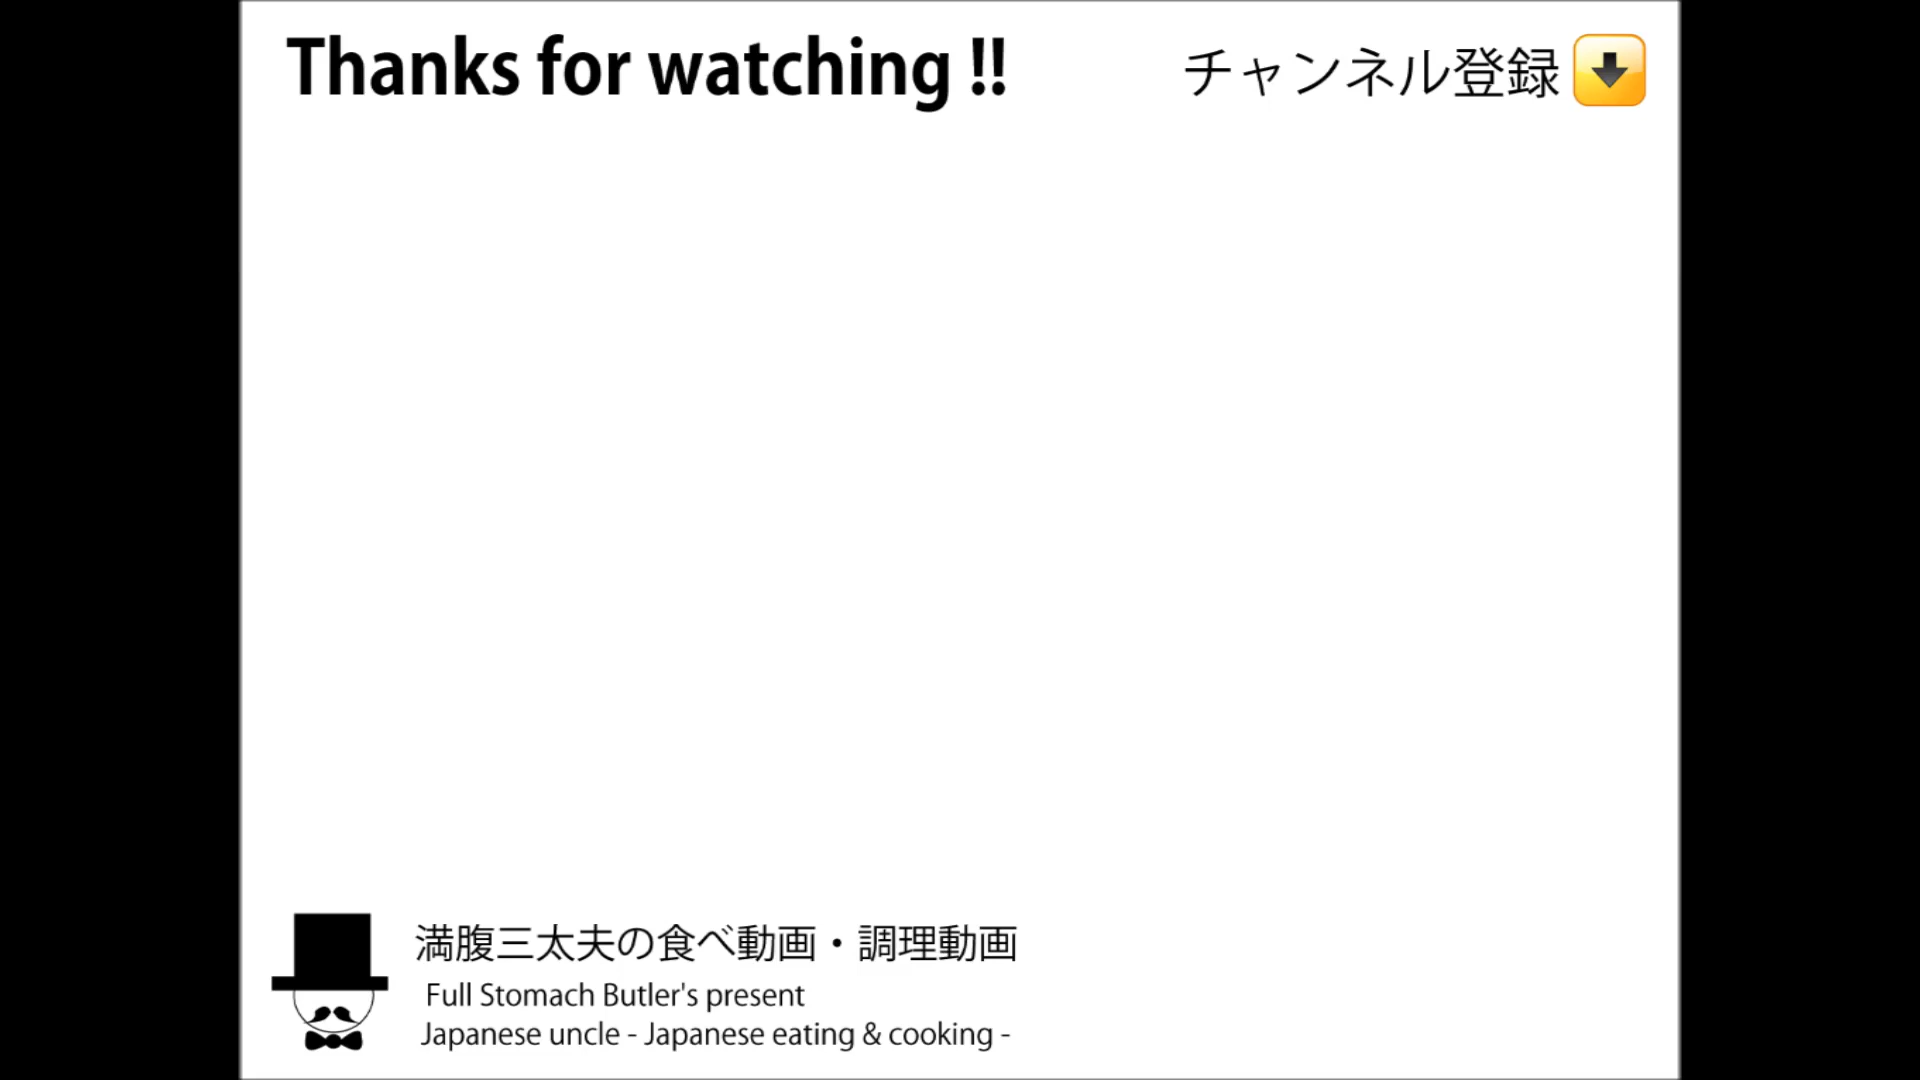 Thanks for watching !!
チャンネル登録
満腹三太夫の食べ動画・調理動画
Full Stomach Butler's present
Japanese uncle - Japanese eating & cooking -